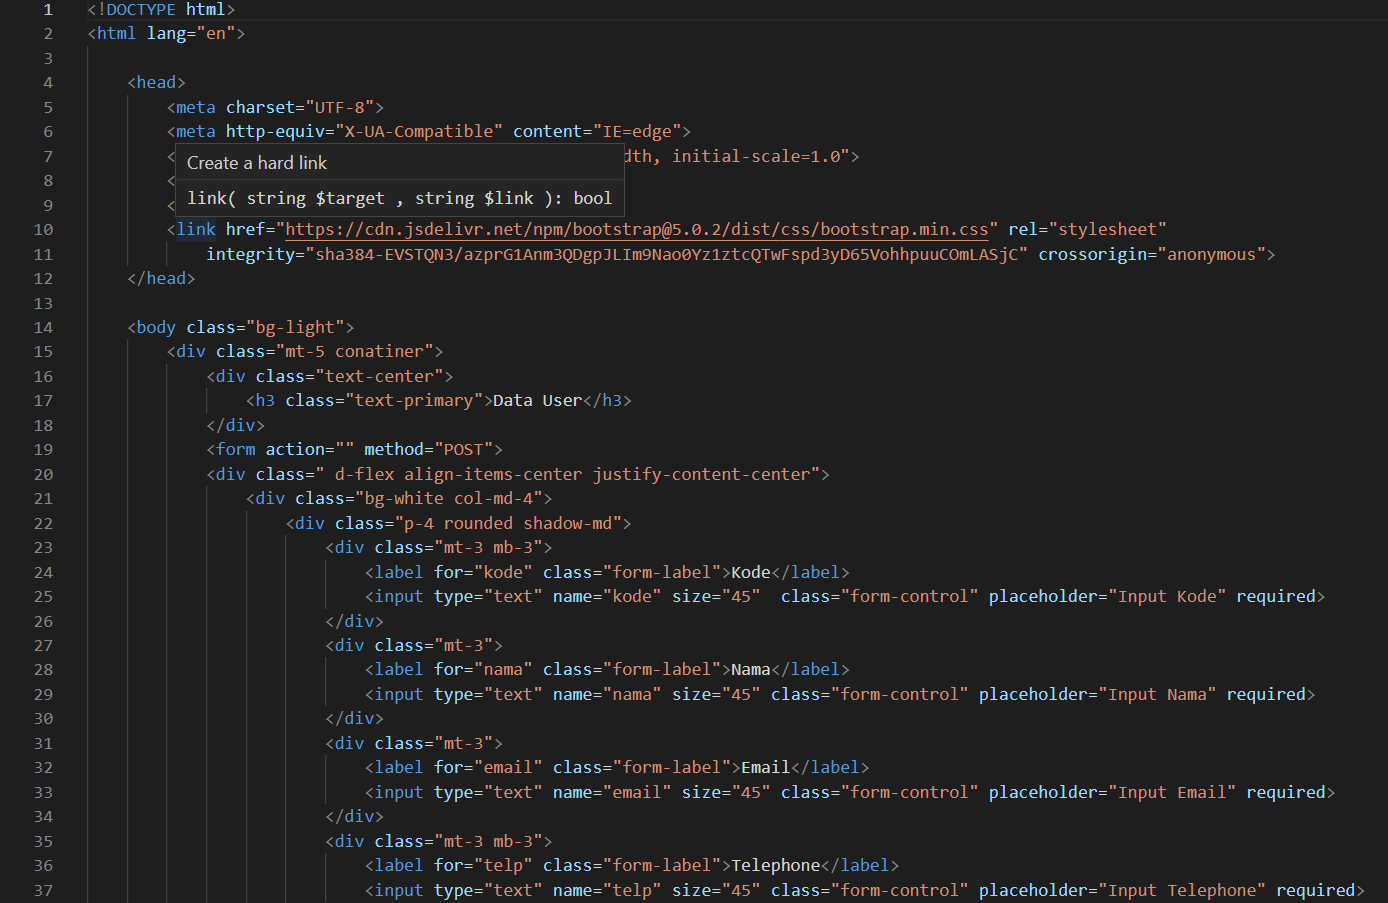 1 <!DOCTYPE html>
2 <html lang="en">
3
4 <head>
5 <meta charset="UTF-8">
6 <meta http-equiv="X-UA-Compatible" content="IE=edge">
Create a hard link
7 < dth, initial-scale=1.0">
8 <
link( string $target , string $link ): bool
9 <
10 <link href="https://cdn.jsdelivr.net/npm/bootstrap@5.0.2/dist/css/bootstrap.min.css" rel="stylesheet"
11 integrity="sha384-EVSTQN3/azprG1Anm3QDgpJLIm9Nao0Yz1ztcQTwFspd3yD65VohhpuuCOmLASjC" crossorigin="anonymous">
12 </head>
13
14 <body class="bg-light">
15 <div class="mt-5 conatiner">
16 <div class="text-center">
17 <h3 class="text-primary">Data User</h3>
18 </div>
19 <form action="" method="POST">
20 <div class=" d-flex align-items-center justify-content-center">
21 <div class="bg-white col-md-4">
22 <div class="p-4 rounded shadow-md">
23 <div class="mt-3 mb-3">
24 <label for="kode" class="form-label">Kode</label>
25 <input type="text" name="kode" size="45"  class="form-control" placeholder="Input Kode" required>
26 </div>
27 <div class="mt-3">
28 <label for="nama" class="form-label">Nama</label>
29 <input type="text" name="nama" size="45" class="form-control" placeholder="Input Nama" required>
30 </div>
31 <div class="mt-3">
32 <label for="email" class="form-label">Email</label>
33 <input type="text" name="email" size="45" class="form-control" placeholder="Input Email" required>
34 </div>
35 <div class="mt-3 mb-3">
36 <label for="telp" class="form-label">Telephone</label>
37 <input type="text" name="telp" size="45" class="form-control" placeholder="Input Telephone" required>